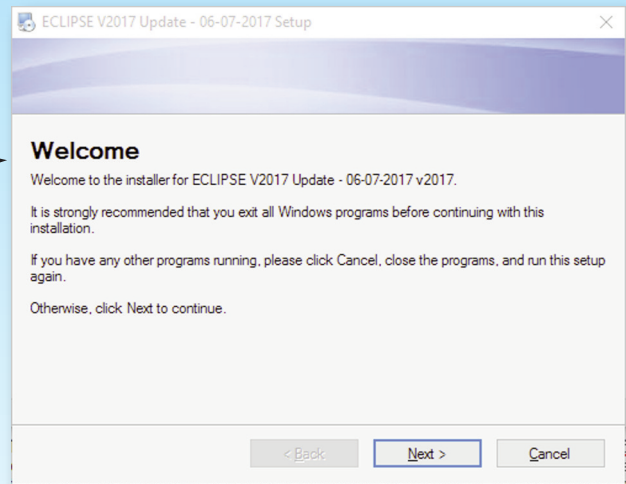 ECLIPSE V2017 Update - 06-07-2017 Setup
Welcome
Welcome to the installer for ECLIPSE V2017 Update - 06-07-2017 v2017.
It is strongly recommended that you exit all Windows programs before continuing with this
installation.
If you have any other programs running, please click Cancel, close the programs, and run this setup
again.
Otherwise, click Next to continue.
< Back Next > Cancel